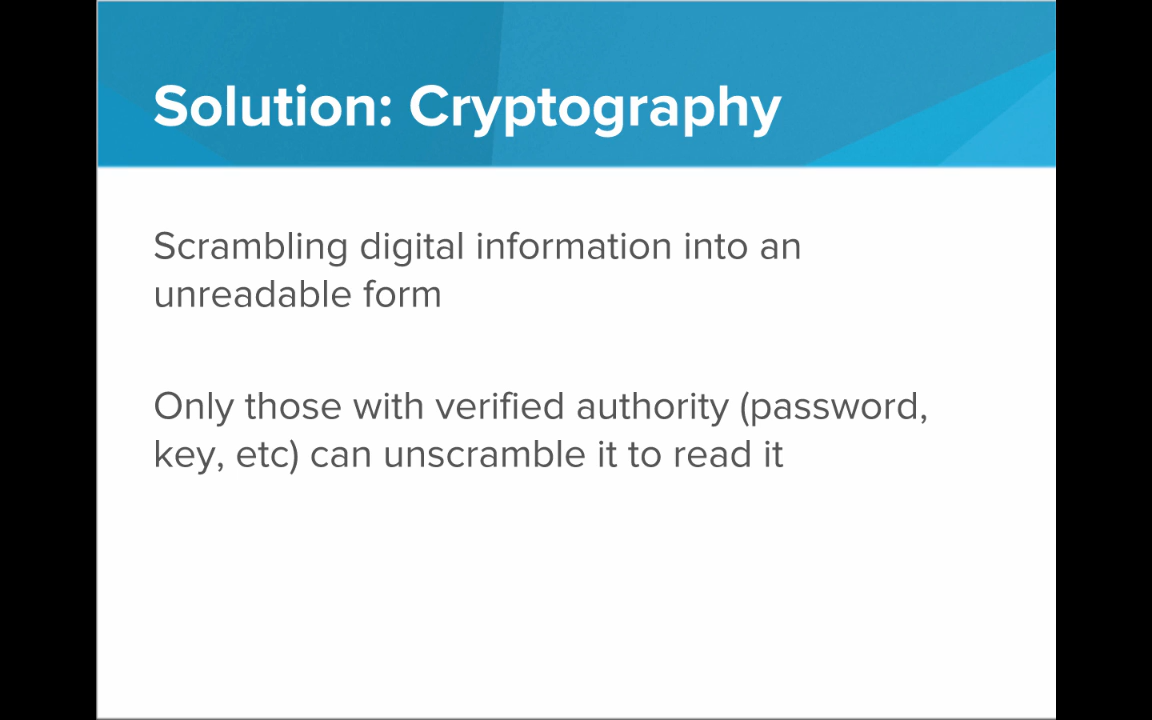 Solution: Cryptography
Scrambling digital information into an
unreadable form
Only those with verified authority (password,
key, etc) can unscramble it to read it